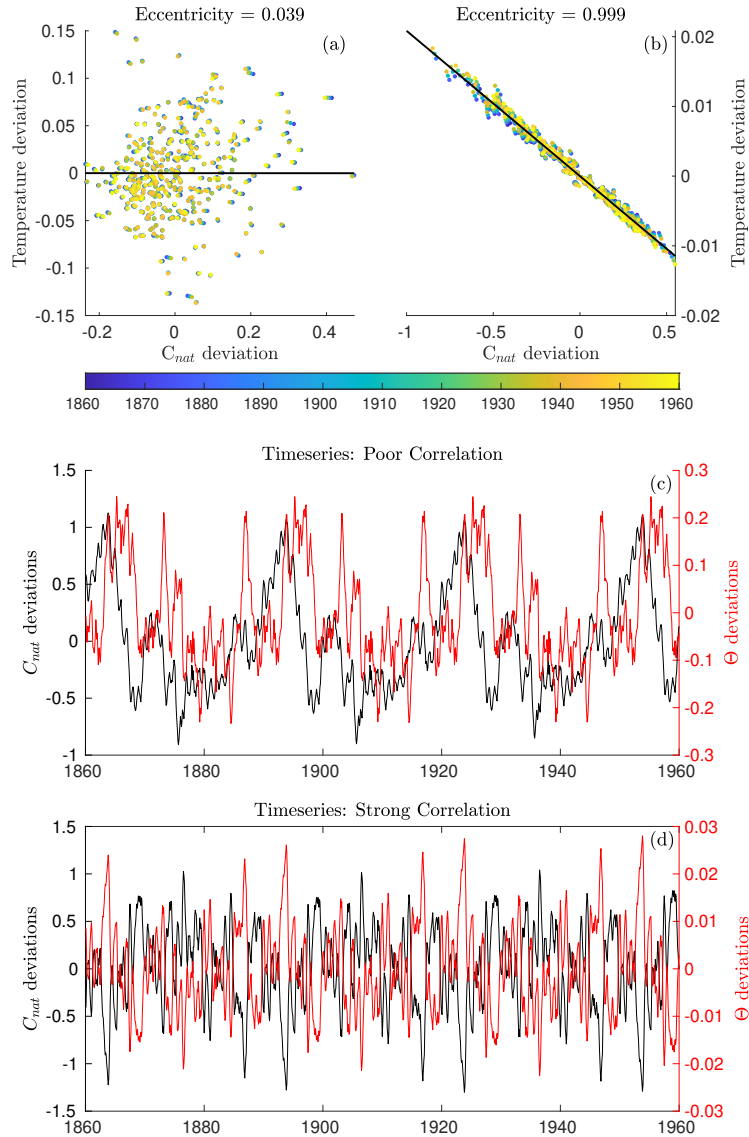 Eccentricity = 0.039
Eccentricity = 0.999
(a)
(b)
0.15
0.1
0.05
0
-0.05
-0.1
-0.15
Temperature deviation
-0.2 0 0.2 0.4
C_nat deviation
0.02
0.01
0
-0.01
-0.02
Temperature deviation
-1 -0.5 0 0.5
C_nat deviation
1860 1870 1880 1890 1900 1910 1920 1930 1940 1950 1960
Timeseries: Poor Correlation
(c)
1.5
1
0.5
0
-0.5
-1
C_nat deviations
0.3
0.2
0.1
0
-0.1
-0.2
-0.3
Θ deviations
1860 1880 1900 1920 1940 1960
Timeseries: Strong Correlation
(d)
1.5
1
0.5
0
-0.5
-1
-1.5
C_nat deviations
0.03
0.02
0.01
0
-0.01
-0.02
-0.03
Θ deviations
1860 1880 1900 1920 1940 1960